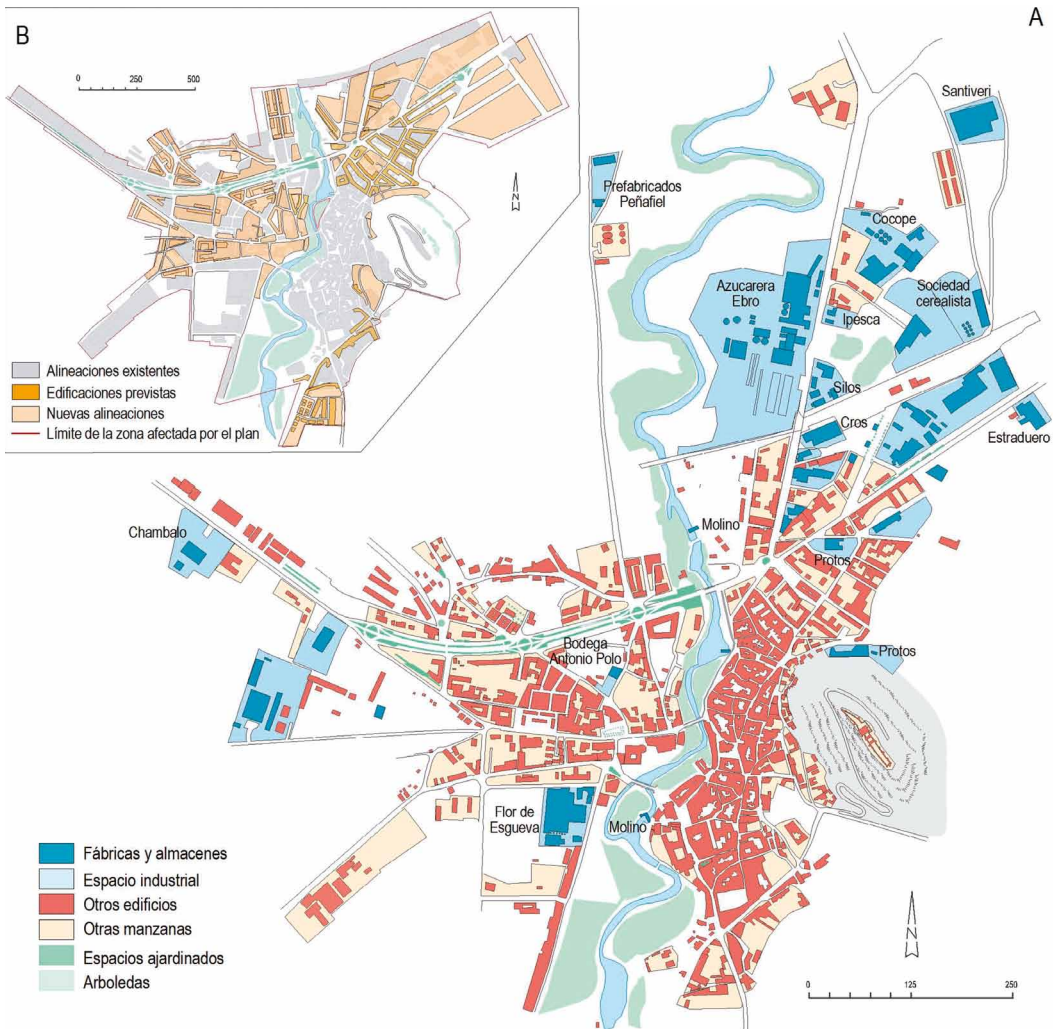 B
A
0 250 500
N
Alineaciones existentes
Edificaciones previstas
Nuevas alineaciones
Límite de la zona afectada por el plan
Santiveri
Prefabricados
Peñafiel
Cocope
Azucarera
Ebro
Sociedad
cerealista
Ipesca
Silos
Cros
Estraduero
Chambalo
Molino
Protos
Bodega
Antonio Polo
Protos
Flor de
Esgueva
Molino
Fábricas y almacenes
Espacio industrial
Otros edificios
Otras manzanas
Espacios ajardinados
Arboledas
N
0 125 250